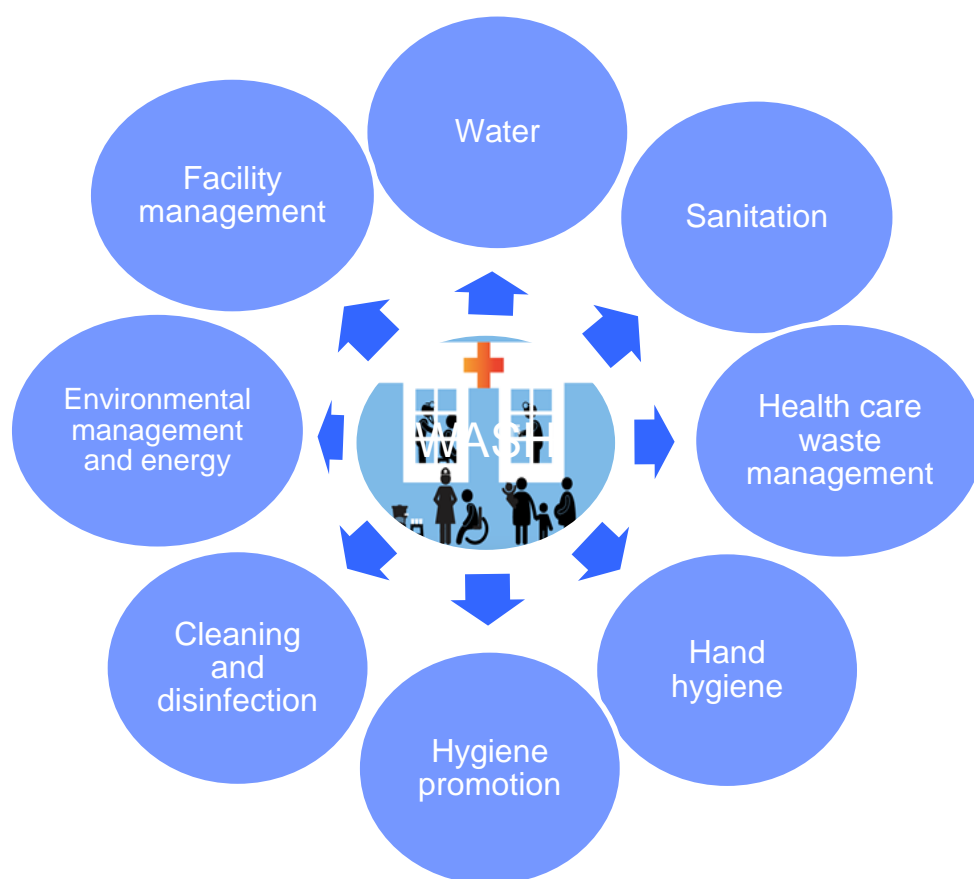 Water
Sanitation
Health care
waste
management
Hand
hygiene
Hygiene
promotion
Cleaning
and
disinfection
Environmental
management
and energy
Facility
management
WASH